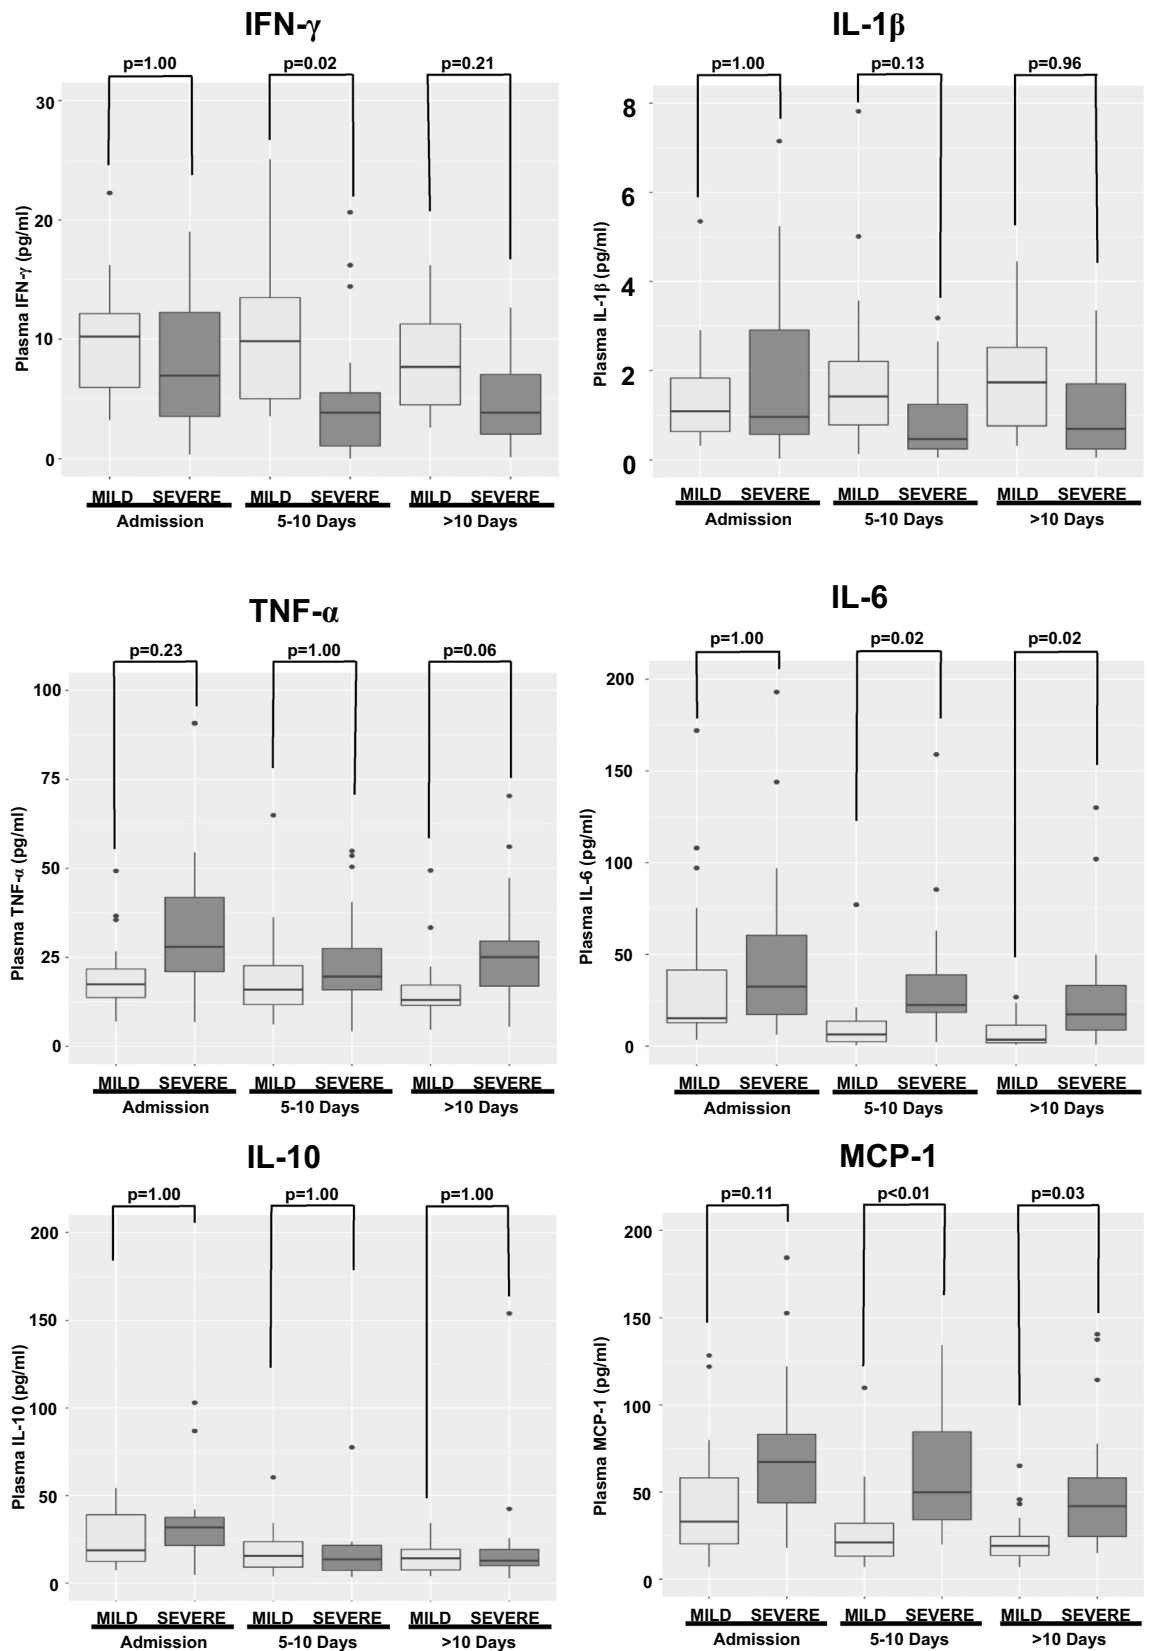 IFN-γ
p=1.00 p=0.02 p=0.21
Plasma IFN-γ (pg/ml)
30
20
10
0
MILD SEVERE MILD SEVERE MILD SEVERE
Admission 5-10 Days >10 Days
IL-1β
p=1.00 p=0.13 p=0.96
Plasma IL-1β (pg/ml)
8
6
4
2
0
MILD SEVERE MILD SEVERE MILD SEVERE
Admission 5-10 Days >10 Days
TNF-α
p=0.23 p=1.00 p=0.06
Plasma TNF-α (pg/ml)
100
75
50
25
0
MILD SEVERE MILD SEVERE MILD SEVERE
Admission 5-10 Days >10 Days
IL-6
p=1.00 p=0.02 p=0.02
Plasma IL-6 (pg/ml)
200
150
100
50
0
MILD SEVERE MILD SEVERE MILD SEVERE
Admission 5-10 Days >10 Days
IL-10
p=1.00 p=1.00 p=1.00
Plasma IL-10 (pg/ml)
200
150
100
50
0
MILD SEVERE MILD SEVERE MILD SEVERE
Admission 5-10 Days >10 Days
MCP-1
p=0.11 p<0.01 p=0.03
Plasma MCP-1 (pg/ml)
200
150
100
50
0
MILD SEVERE MILD SEVERE MILD SEVERE
Admission 5-10 Days >10 Days